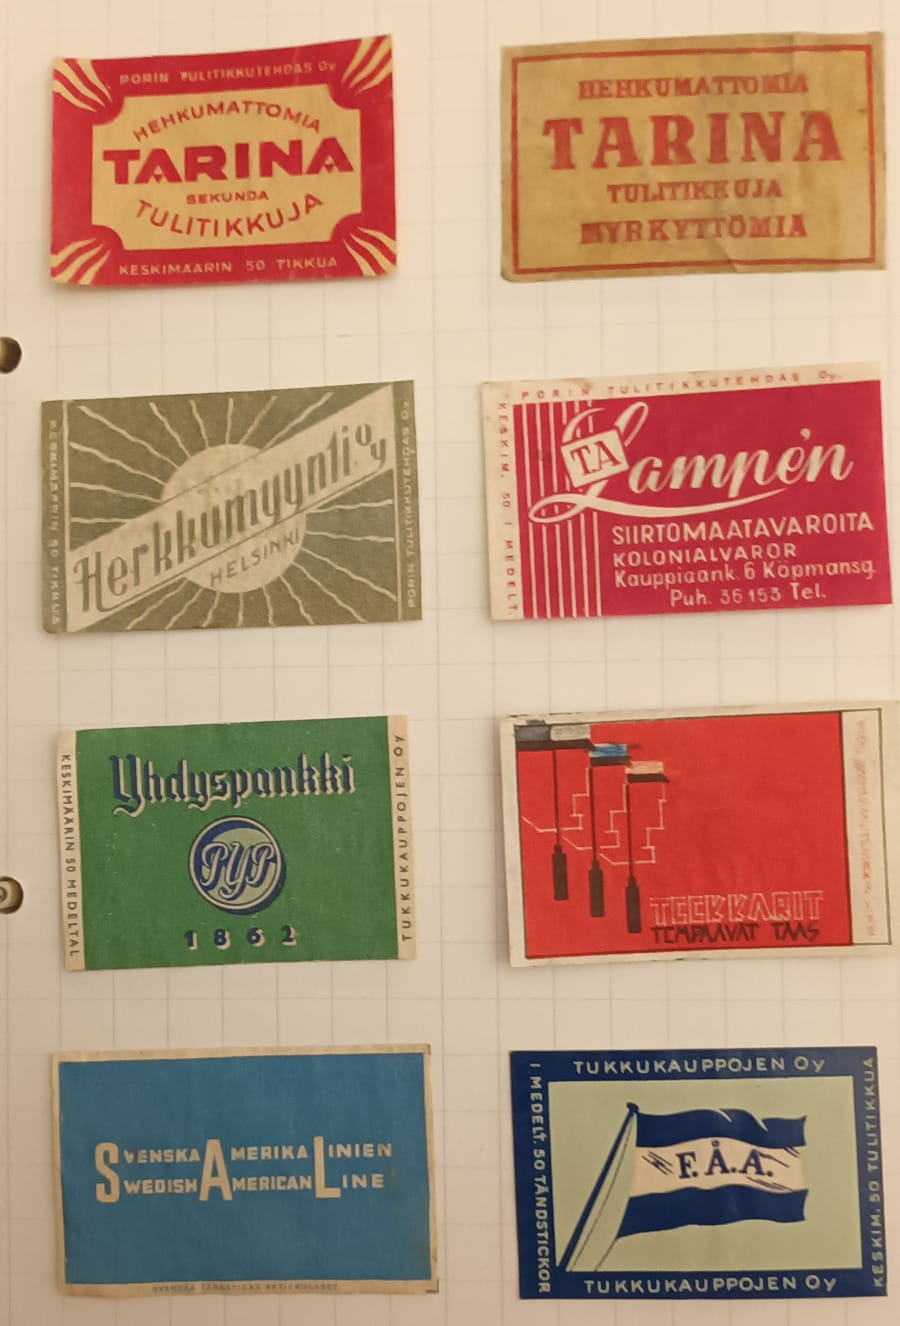 PORIN TULITIKKUTEHDAS Oy
HEHKUMATTOMIA
TARINA
SEKUNDA
TULITIKKUJA
KESKIMÄÄRIN 50 TIKKUA
HEHKUMATTOMIA
TARINA
TULITIKKUJA
MYRKYTTÖMIA
KESKIMÄÄRIN 50 TIKKUA
Herkkumyynti oy
HELSINKI
PORIN TULITIKKUTEHDAS Oy.
PORIN TULITIKKUTEHDAS Oy.
KESKIM. 50 I MEDELT.
T.A
Lampén
SIIRTOMAATAVAROITA
KOLONIALVAROR
Kauppiaank. 6 Köpmansg.
Puh. 36 153 Tel.
KESKIMÄÄRIN 50 MEDELTAL
Yhdyspankki
PYP
1862
TUKKUKAUPPOJEN OY
TEEKKARIT
TEMPAAVAT TAAS
SVENSKA AMERIKA LINIEN
SWEDISH AMERICAN LINE
SVENSKA TÄNDSTICKS AKTIEBOLAGET
TUKKUKAUPPOJEN Oy
I MEDELT. 50 TÄNDSTICKOR
F.Å.A.
KESKIM. 50 TULITIKKUA
TUKKUKAUPPOJEN Oy